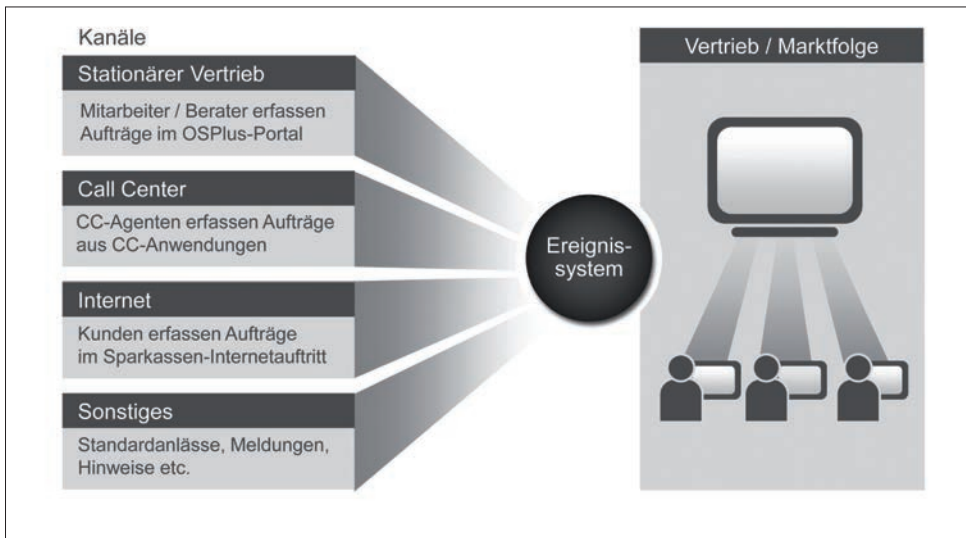 Kanäle
Stationärer Vertrieb
Mitarbeiter / Berater erfassen
Aufträge im OSPlus-Portal
Call Center
CC-Agenten erfassen Aufträge
aus CC-Anwendungen
Internet
Kunden erfassen Aufträge
im Sparkassen-Internetauftritt
Sonstiges
Standardanlässe, Meldungen,
Hinweise etc.
Ereignis-
system
Vertrieb / Marktfolge